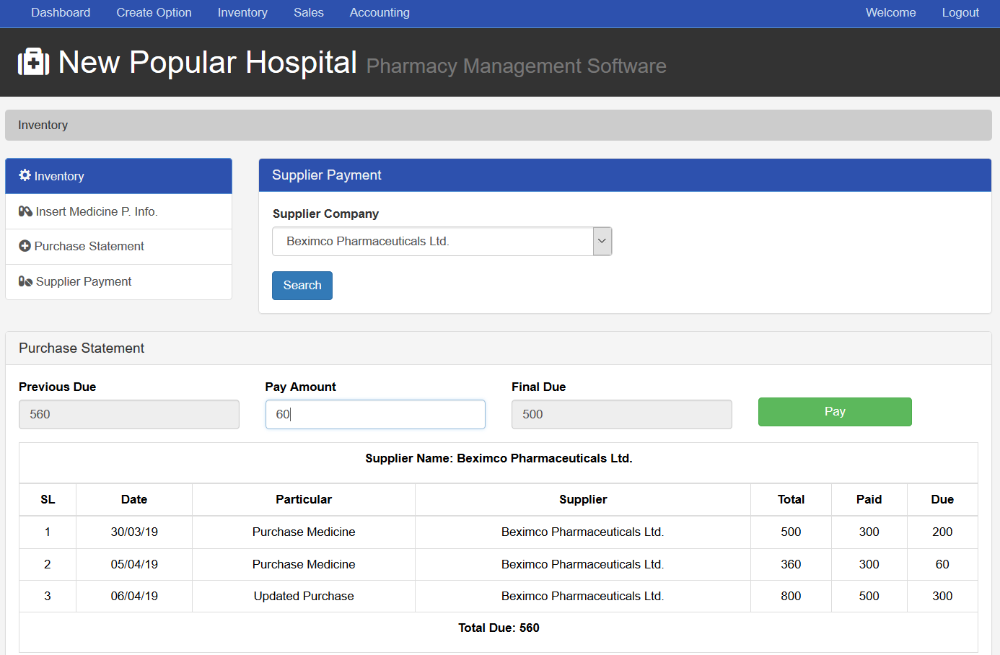 Dashboard Create Option Inventory Sales Accounting Welcome Logout
New Popular Hospital Pharmacy Management Software
Inventory
Inventory
Insert Medicine P. Info.
Purchase Statement
Supplier Payment
Supplier Payment
Supplier Company
Beximco Pharmaceuticals Ltd.
Search
Purchase Statement
Previous Due Pay Amount Final Due
560 60 500 Pay
Supplier Name: Beximco Pharmaceuticals Ltd.
SL Date Particular Supplier Total Paid Due
1 30/03/19 Purchase Medicine Beximco Pharmaceuticals Ltd. 500 300 200
2 05/04/19 Purchase Medicine Beximco Pharmaceuticals Ltd. 360 300 60
3 06/04/19 Updated Purchase Beximco Pharmaceuticals Ltd. 800 500 300
Total Due: 560